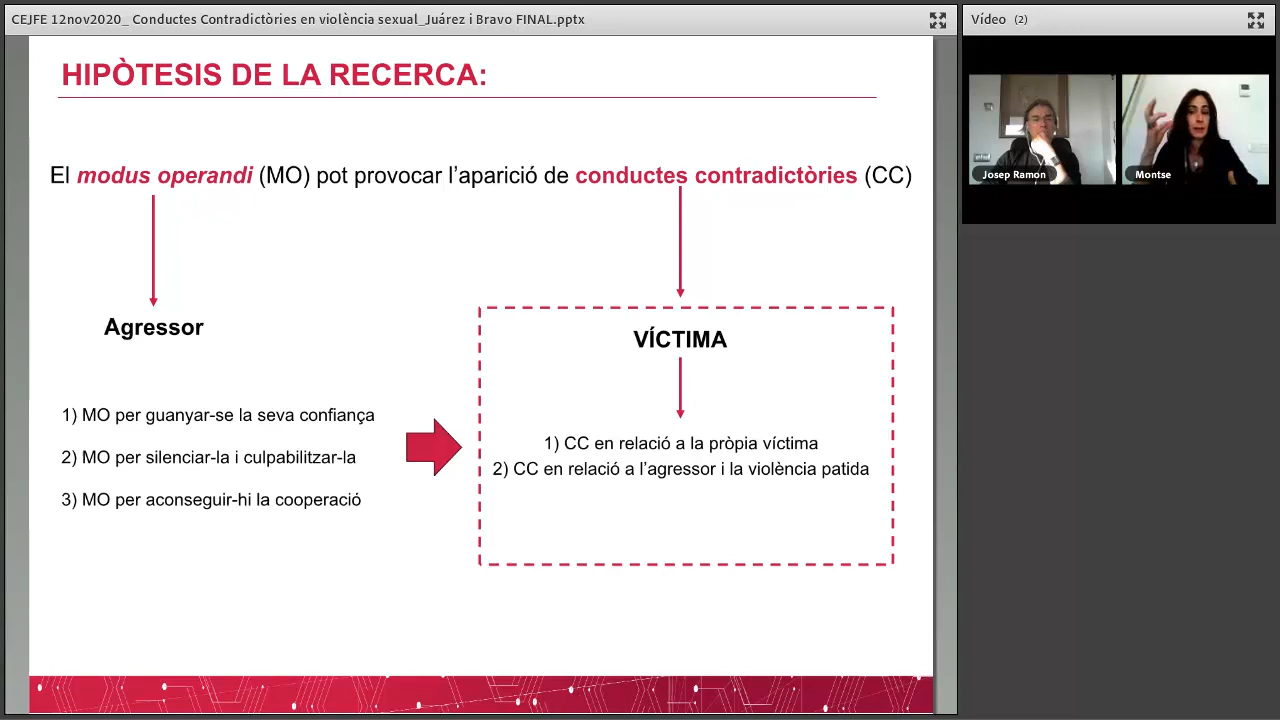 CEJFE 12nov2020_ Conductes Contradictòries en violència sexual_Juárez i Bravo FINAL.pptx
Vídeo (2)
HIPÒTESIS DE LA RECERCA:
El modus operandi (MO) pot provocar l’aparició de conductes contradictòries (CC)
Agressor
1) MO per guanyar-se la seva confiança
2) MO per silenciar-la i culpabilitzar-la
3) MO per aconseguir-hi la cooperació
VÍCTIMA
1) CC en relació a la pròpia víctima
2) CC en relació a l’agressor i la violència patida
Josep Ramon
Montse